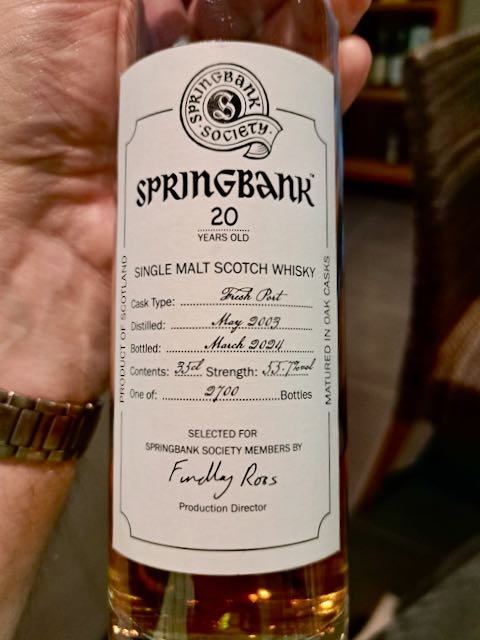 SPRINGBANK
S
· SOCIETY ·
SPRINGBANK™
20
YEARS OLD
SINGLE MALT SCOTCH WHISKY
Cask Type: Fresh Port
Distilled: May 2003
Bottled: March 2024
Contents: 35cl Strength: 55.7%vol
One of: 2700 Bottles
SELECTED FOR
SPRINGBANK SOCIETY MEMBERS BY
Findlay Ross
Production Director
PRODUCT OF SCOTLAND
MATURED IN OAK CASKS